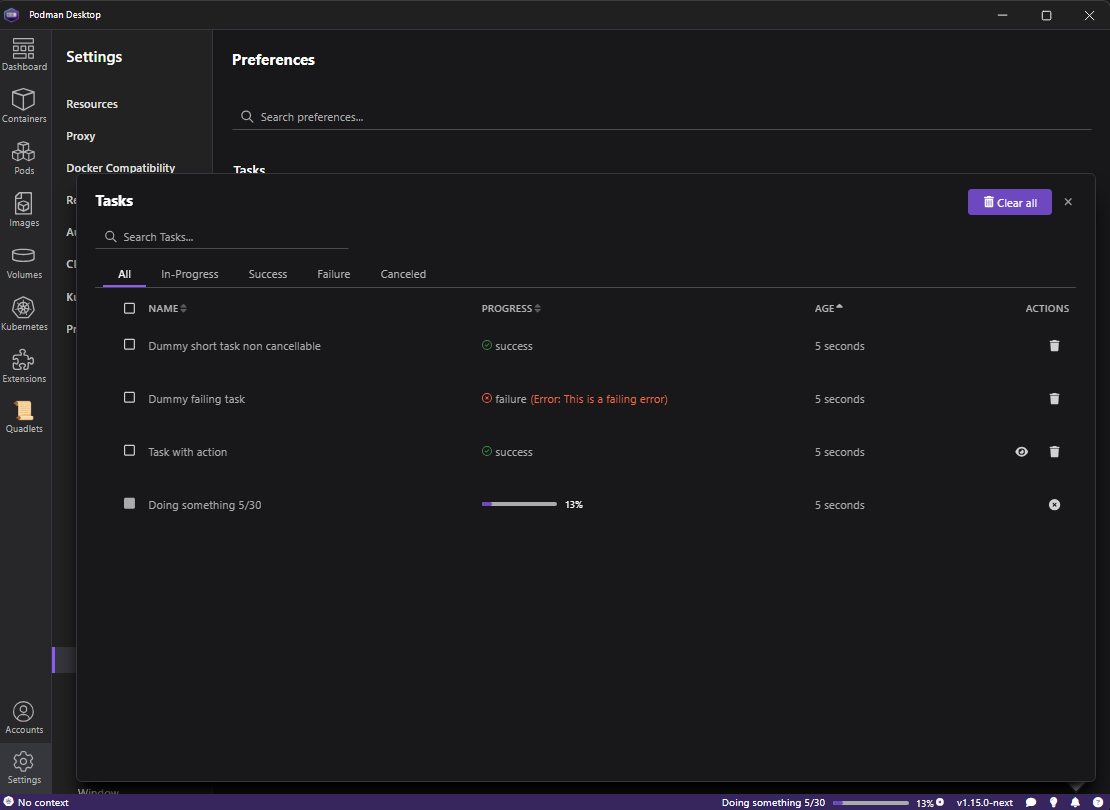 Podman Desktop
Dashboard
Containers
Pods
Images
Volumes
Kubernetes
Extensions
Quadlets
Accounts
Settings
Settings
Resources
Proxy
Docker Compatibility
Re
Au
Cl
Ku
Pr
Window
Preferences
Search preferences...
Tasks
Tasks
Clear all
Search Tasks...
All In-Progress Success Failure Canceled
NAME PROGRESS AGE ACTIONS
Dummy short task non cancellable success 5 seconds
Dummy failing task failure (Error: This is a failing error) 5 seconds
Task with action success 5 seconds
Doing something 5/30 13% 5 seconds
No context Doing something 5/30 13% v1.15.0-next